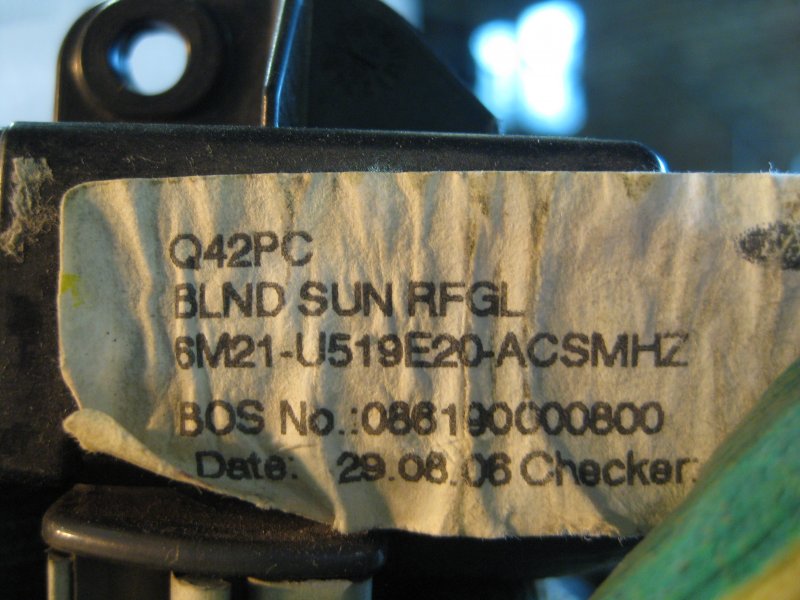 Q42PC
BLND SUN RFGL
6M21-U519E20-ACSMHZ
BOS No.:086190000800
Date: 29.08.06 Checker: